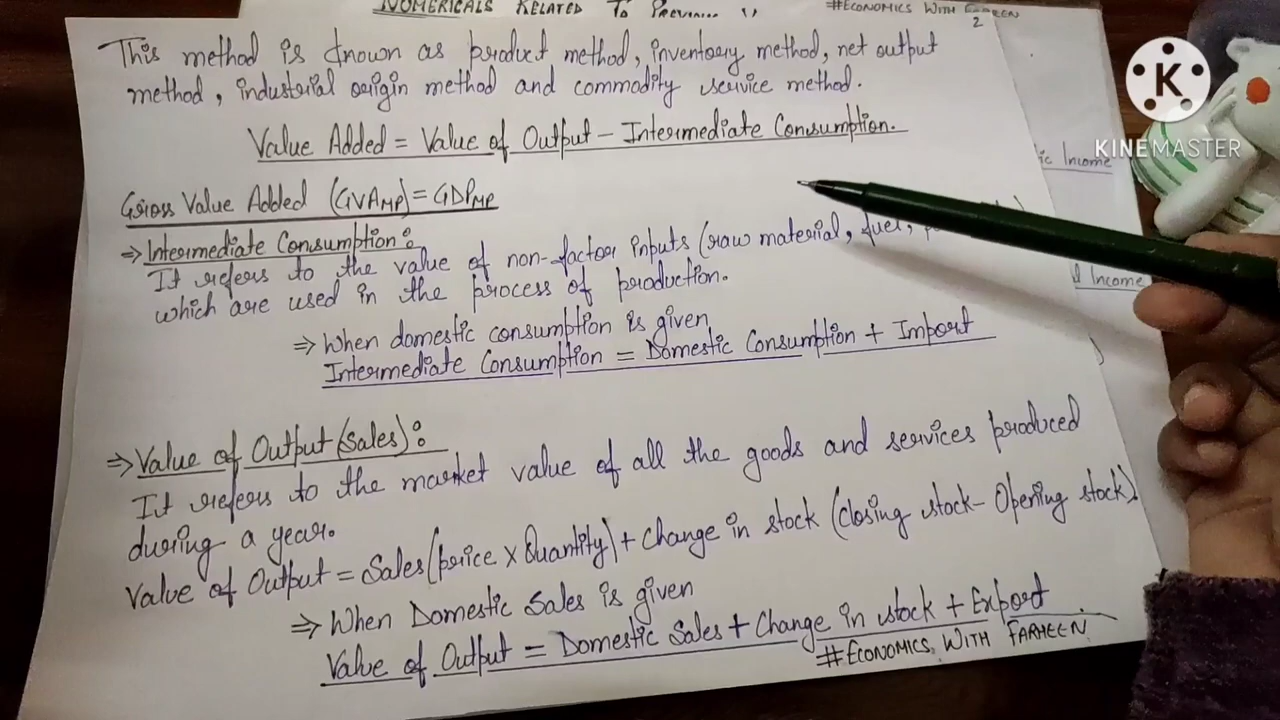 NUMERICALS RELATED TO
#ECONOMICS WITH FARHEEN
2
This method is known as product method, inventory method, net output
method, industrial origin method and commodity service method.
Value Added = Value of Output - Intermediate Consumption.
Gross Value Added (GVAMP) = GDPMP
⇒ Intermediate Consumption:
It refers to the value of non-factor inputs (raw material, fuel,
which are used in the process of production.
⇒ When domestic consumption is given
Intermediate Consumption = Domestic Consumption + Import
⇒ Value of Output (Sales):
It refers to the market value of all the goods and services produced
during a year.
Value of Output = Sales (price × Quantity) + Change in stock (closing stock - Opening stock).
⇒ When Domestic Sales is given
Value of Output = Domestic Sales + Change in stock + Export
#ECONOMICS WITH FARHEEN
K
KINEMASTER
ic Income
d Income